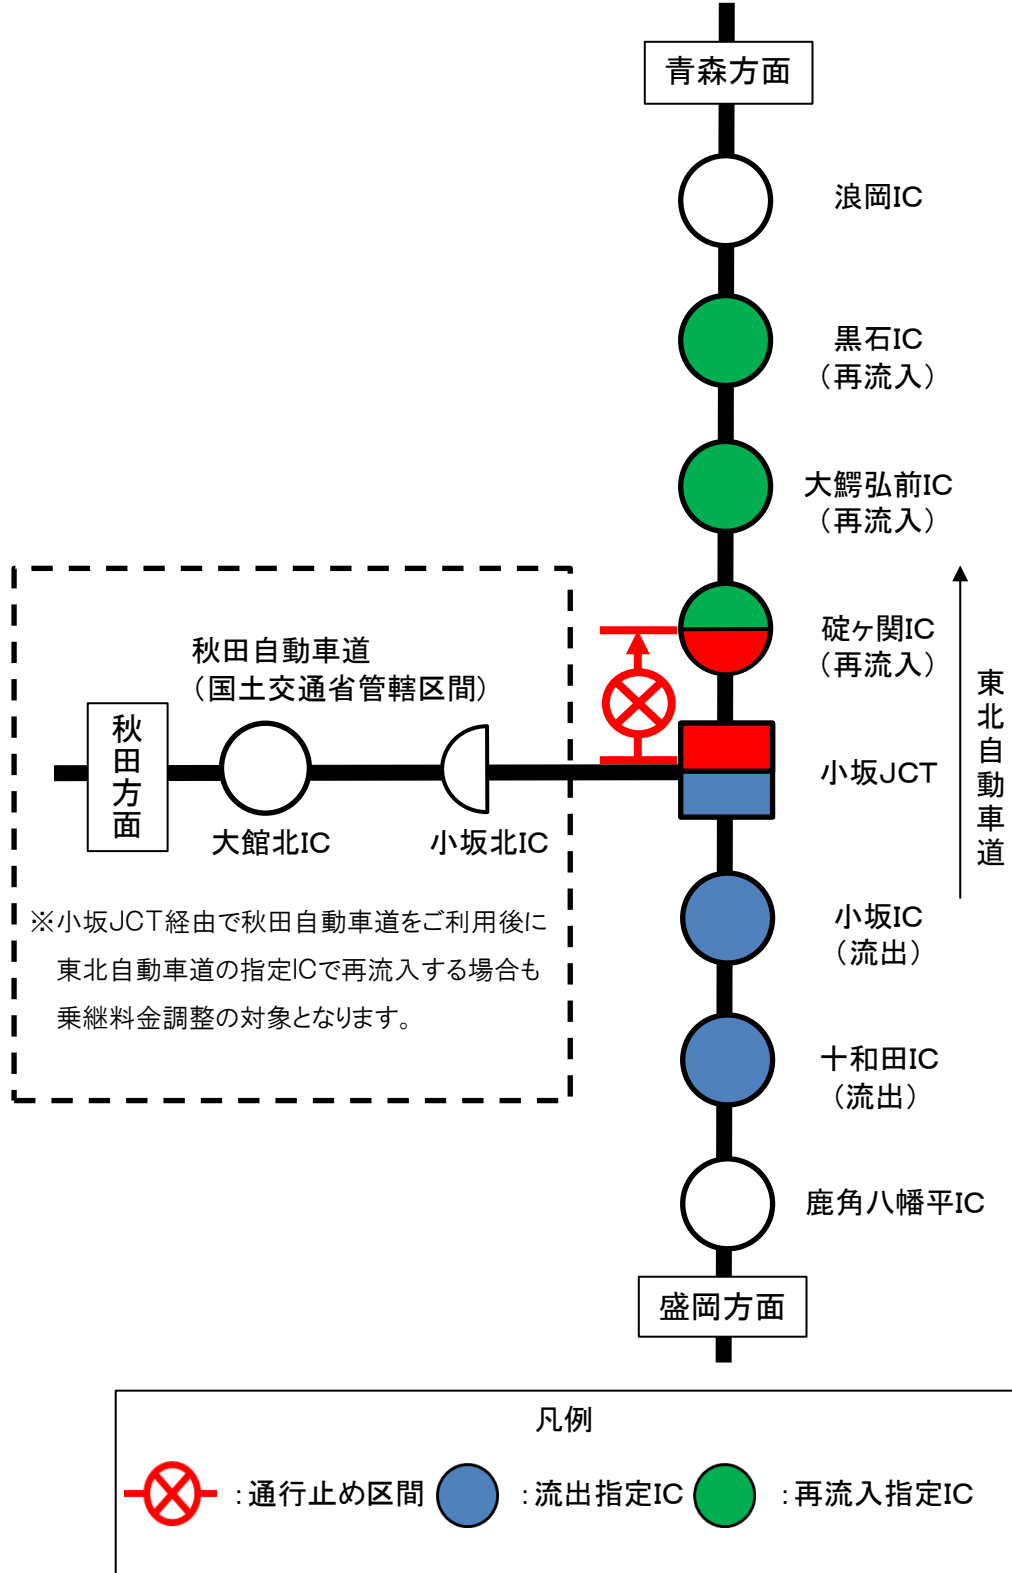 青森方面
浪岡IC
黒石IC
（再流入）
大鰐弘前IC
（再流入）
碇ヶ関IC
（再流入）
東北自動車道
秋田自動車道
（国土交通省管轄区間）
秋田方面
小坂JCT
大館北IC
小坂北IC
小坂IC
（流出）
※小坂JCT経由で秋田自動車道をご利用後に
東北自動車道の指定ICで再流入する場合も
乗継料金調整の対象となります。
十和田IC
（流出）
鹿角八幡平IC
盛岡方面
凡例
：通行止め区間
：流出指定IC
：再流入指定IC